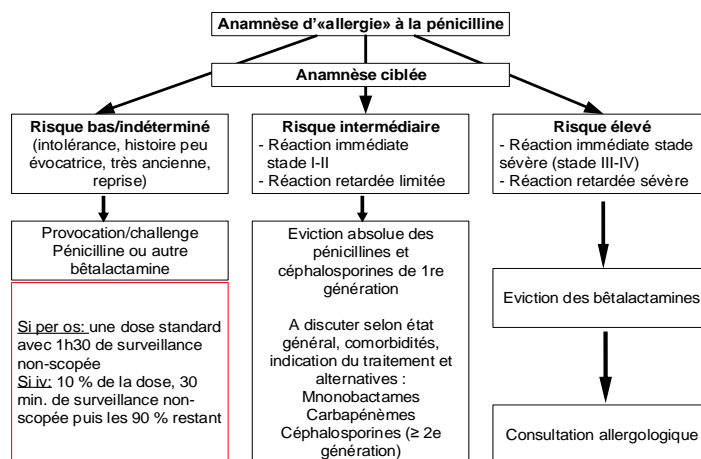 Anamnèse d'«allergie» à la pénicilline
Anamnèse ciblée
Risque bas/indéterminé
(intolérance, histoire peu
évocatrice, très ancienne,
reprise)
Provocation/challenge
Pénicilline ou autre
bêtalactamine
Si per os: une dose standard
avec 1h30 de surveillance
non-scopée
Si iv: 10 % de la dose, 30
min. de surveillance non-
scopée puis les 90 % restant
Risque intermédiaire
- Réaction immédiate
stade I-II
- Réaction retardée limitée
Eviction absolue des
pénicillines et
céphalosporines de 1re
génération
A discuter selon état
général, comorbidités,
indication du traitement et
alternatives :
Mnonobactames
Carbapénèmes
Céphalosporines (≥ 2e
génération)
Risque élevé
- Réaction immédiate stade
sévère (stade III-IV)
- Réaction retardée sévère
Eviction des bêtalactamines
Consultation allergologique